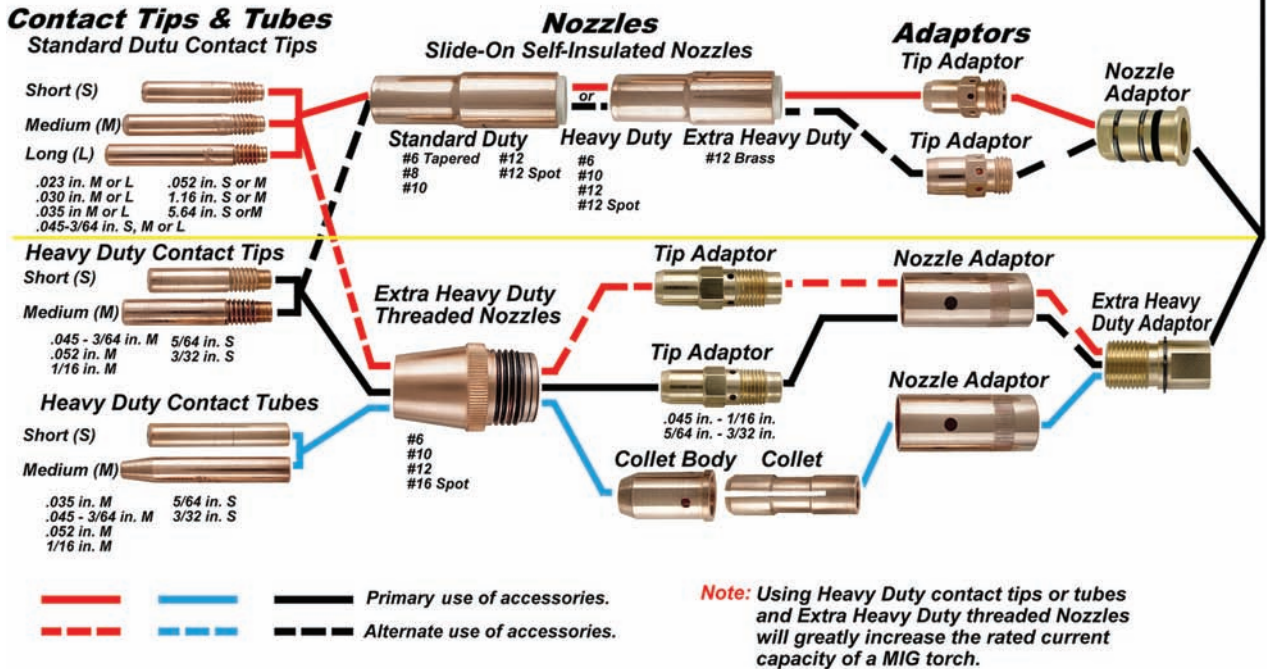 Contact Tips & Tubes
Standard Dutu Contact Tips
Short (S)
Medium (M)
Long (L)
.023 in. M or L
.030 in. M or L
.035 in M or L
.045-3/64 in. S, M or L
.052 in. S or M
1.16 in. S or M
5.64 in. S orM
Nozzles
Slide-On Self-Insulated Nozzles
or
Standard Duty
#6 Tapered
#8
#10
#12
#12 Spot
Heavy Duty
#6
#10
#12
#12 Spot
Extra Heavy Duty
#12 Brass
Adaptors
Tip Adaptor
Tip Adaptor
Nozzle
Adaptor
Heavy Duty Contact Tips
Short (S)
Medium (M)
.045 - 3/64 in. M
.052 in. M
1/16 in. M
5/64 in. S
3/32 in. S
Heavy Duty Contact Tubes
Short (S)
Medium (M)
.035 in. M
.045 - 3/64 in. M
.052 in. M
1/16 in. M
5/64 in. S
3/32 in. S
Extra Heavy Duty
Threaded Nozzles
#6
#10
#12
#16 Spot
Tip Adaptor
Tip Adaptor
.045 in. - 1/16 in.
5/64 in. - 3/32 in.
Collet Body
Collet
Nozzle Adaptor
Nozzle Adaptor
Extra Heavy
Duty Adaptor
Primary use of accessories.
Alternate use of accessories.
Note: Using Heavy Duty contact tips or tubes
and Extra Heavy Duty threaded Nozzles
will greatly increase the rated current
capacity of a MIG torch.